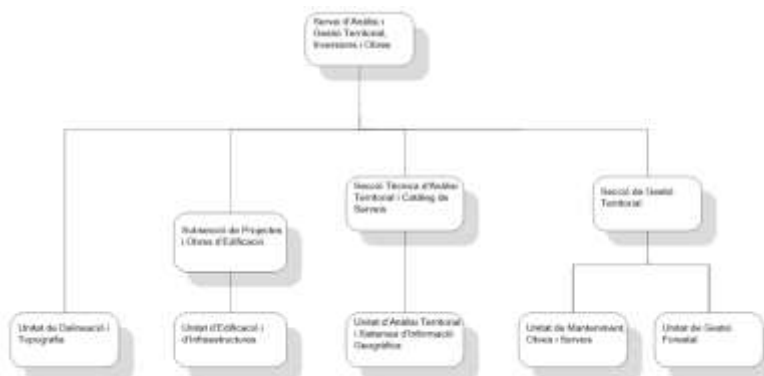 Servei d'Anàlisi i
Gestió Territorial,
Inversions i Obres
Secció Tècnica d'Anàlisi
Territorial i Catàleg de
Serveis
Secció de Gestió
Territorial
Subsecció de Projectes
i Obres d'Edificació
Unitat de Delineació i
Topografia
Unitat d'Edificació i
d'Infraestructures
Unitat d'Anàlisi Territorial
i Sistemes d'Informació
Geogràfica
Unitat de Manteniment,
Obres i Serveis
Unitat de Gestió
Forestal